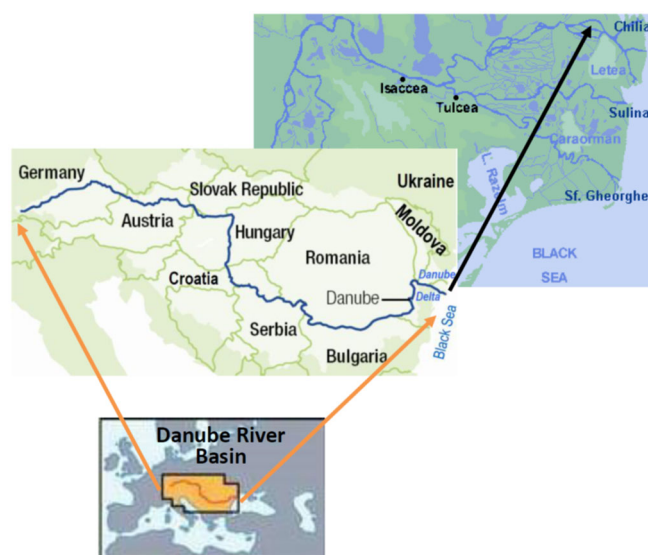 Chilia
Letea
Isaccea
Tulcea
Sulina
Caraorman
L. Razelm
Sf. Gheorghe
BLACK
SEA
Germany
Slovak Republic
Ukraine
Austria
Hungary
Moldova
Romania
Croatia
Danube
Danube
Delta
Serbia
Bulgaria
Black Sea
Danube River
Basin